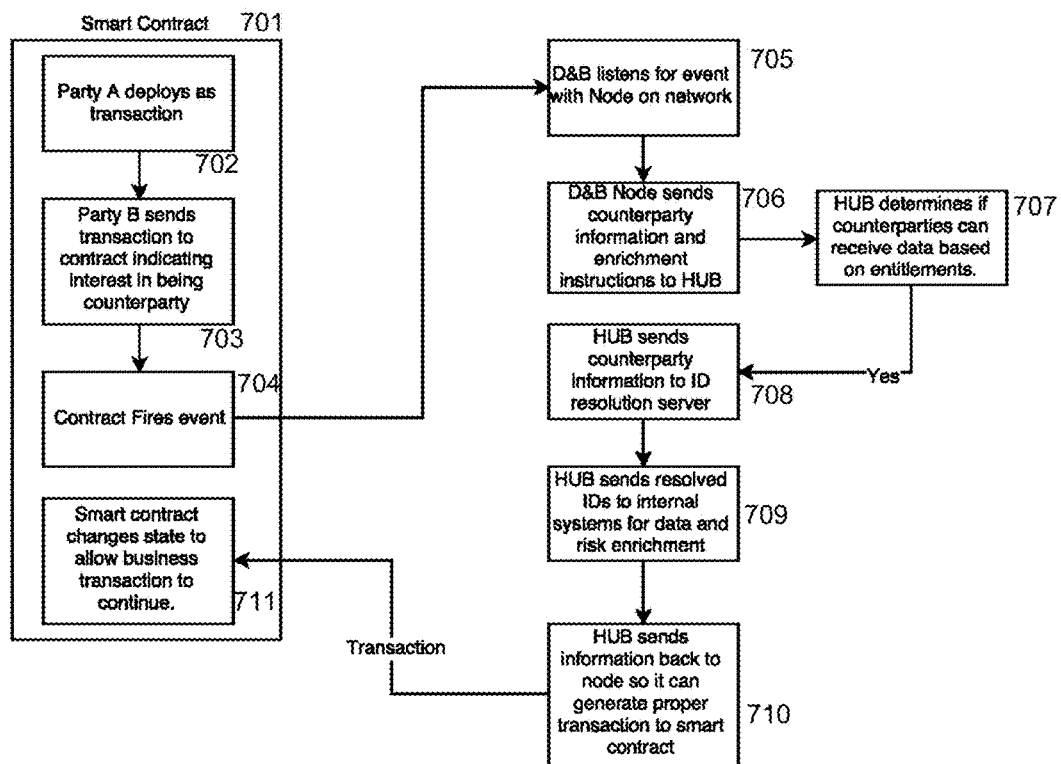 Smart Contract 701
Party A deploys as
transaction
702
Party B sends
transaction to
contract indicating
interest in being
counterparty
703
704
Contract Fires event
Smart contract
changes state to
allow business
transaction to
continue.
711
D&B listens for event
with Node on network
705
D&B Node sends
counterparty
information and
enrichment
instructions to HUB
706
HUB determines if
counterparties can
receive data based
on entitlements.
707
Yes
HUB sends
counterparty
information to ID
resolution server
708
HUB sends resolved
IDs to internal
systems for data and
risk enrichment
709
HUB sends
information back to
node so it can
generate proper
transaction to smart
contract
710
Transaction